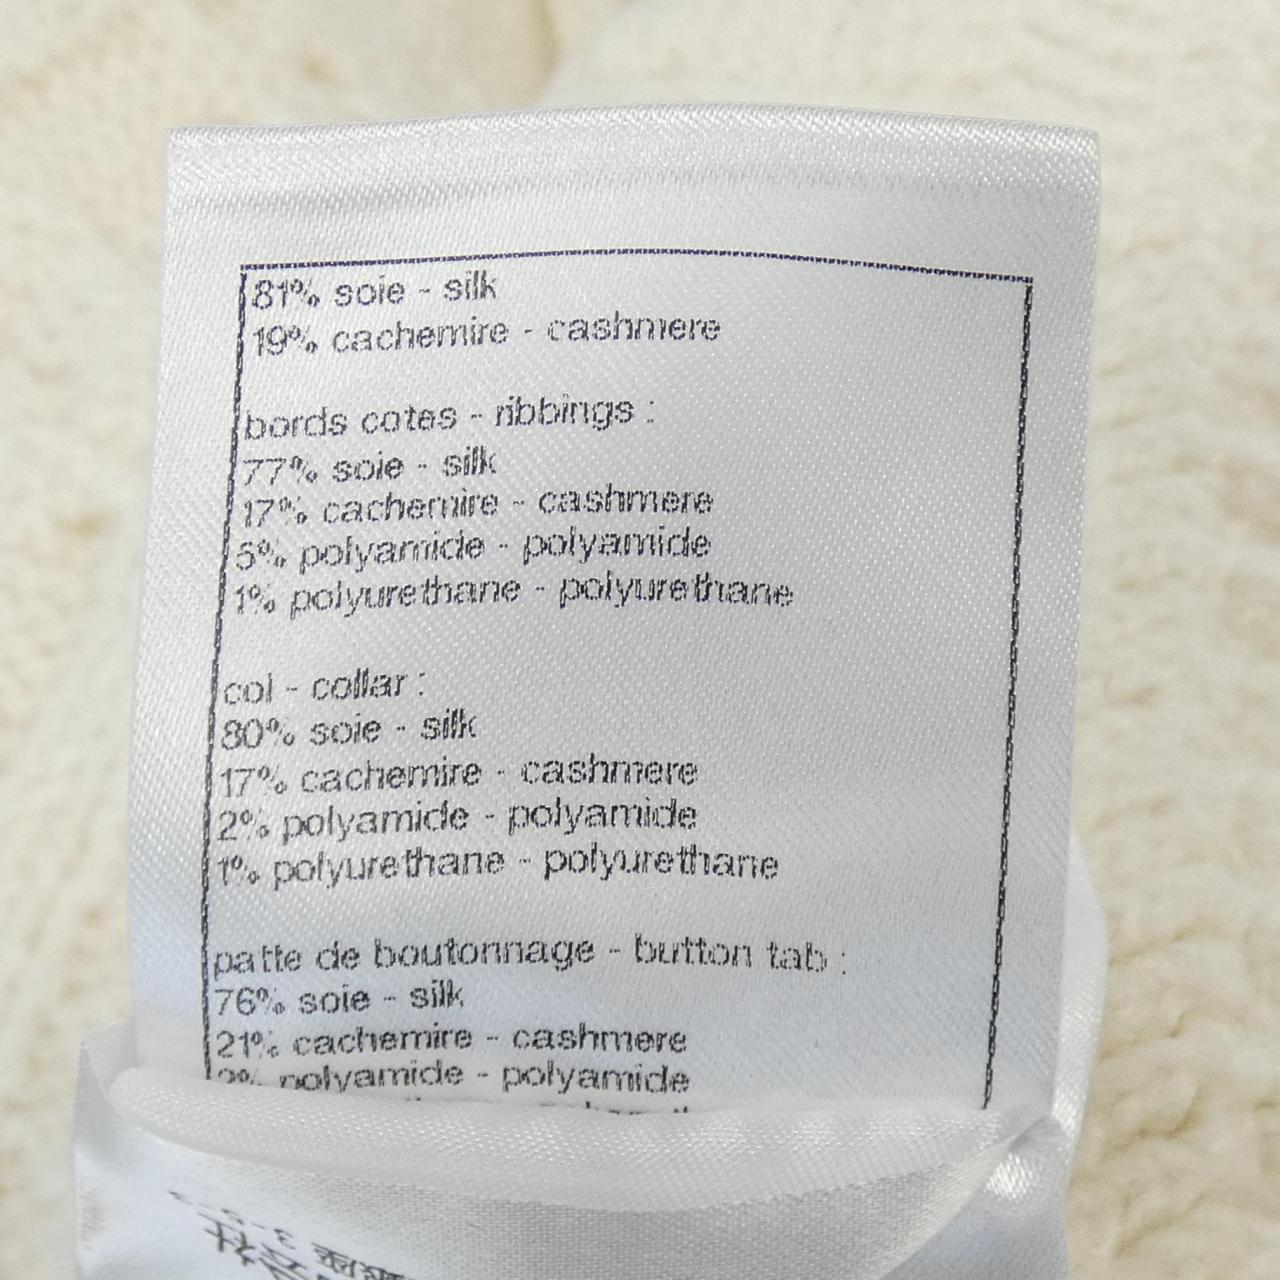 81% soie - silk
19% cachemire - cashmere
bords cotes - ribbings :
77% soie - silk
17% cachemire - cashmere
5% polyamide - polyamide
1% polyurethane - polyurethane
col - collar :
80% soie - silk
17% cachemire - cashmere
2% polyamide - polyamide
1% polyurethane - polyurethane
patte de boutonnage - button tab :
76% soie - silk
21% cachemire - cashmere
polyamide - polyamide